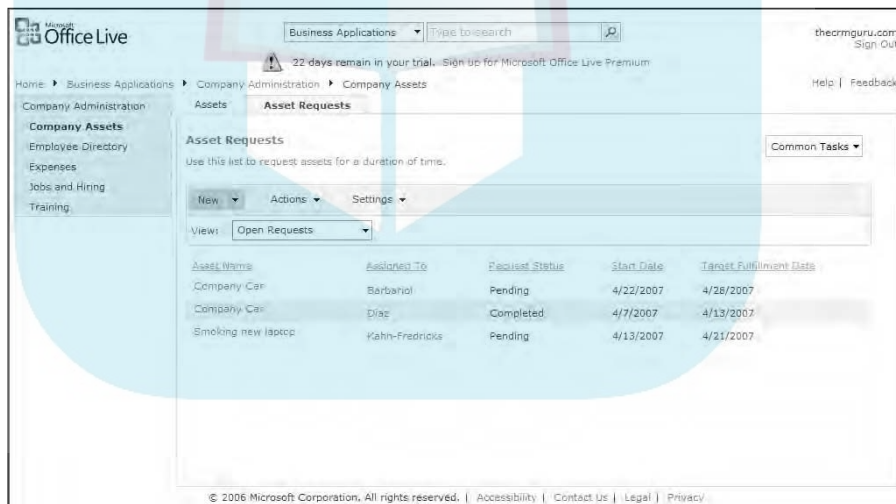 Microsoft
Office Live
Business Applications
Type to search
thecrmguru.com
Sign Out
22 days remain in your trial. Sign up for Microsoft Office Live Premium
Home Business Applications Company Administration Company Assets
Help | Feedback
Company Administration
Company Assets
Employee Directory
Expenses
Jobs and Hiring
Training
Assets Asset Requests
Asset Requests
Use this list to request assets for a duration of time.
Common Tasks
New Actions Settings
View: Open Requests
Asset Name Assigned To Request Status Start Date Target Fulfillment Date
Company Car Barbariol Pending 4/22/2007 4/28/2007
Company Car Diaz Completed 4/7/2007 4/13/2007
Smoking new laptop Kahn-Fredricks Pending 4/13/2007 4/21/2007
© 2006 Microsoft Corporation. All rights reserved. | Accessibility | Contact Us | Legal | Privacy